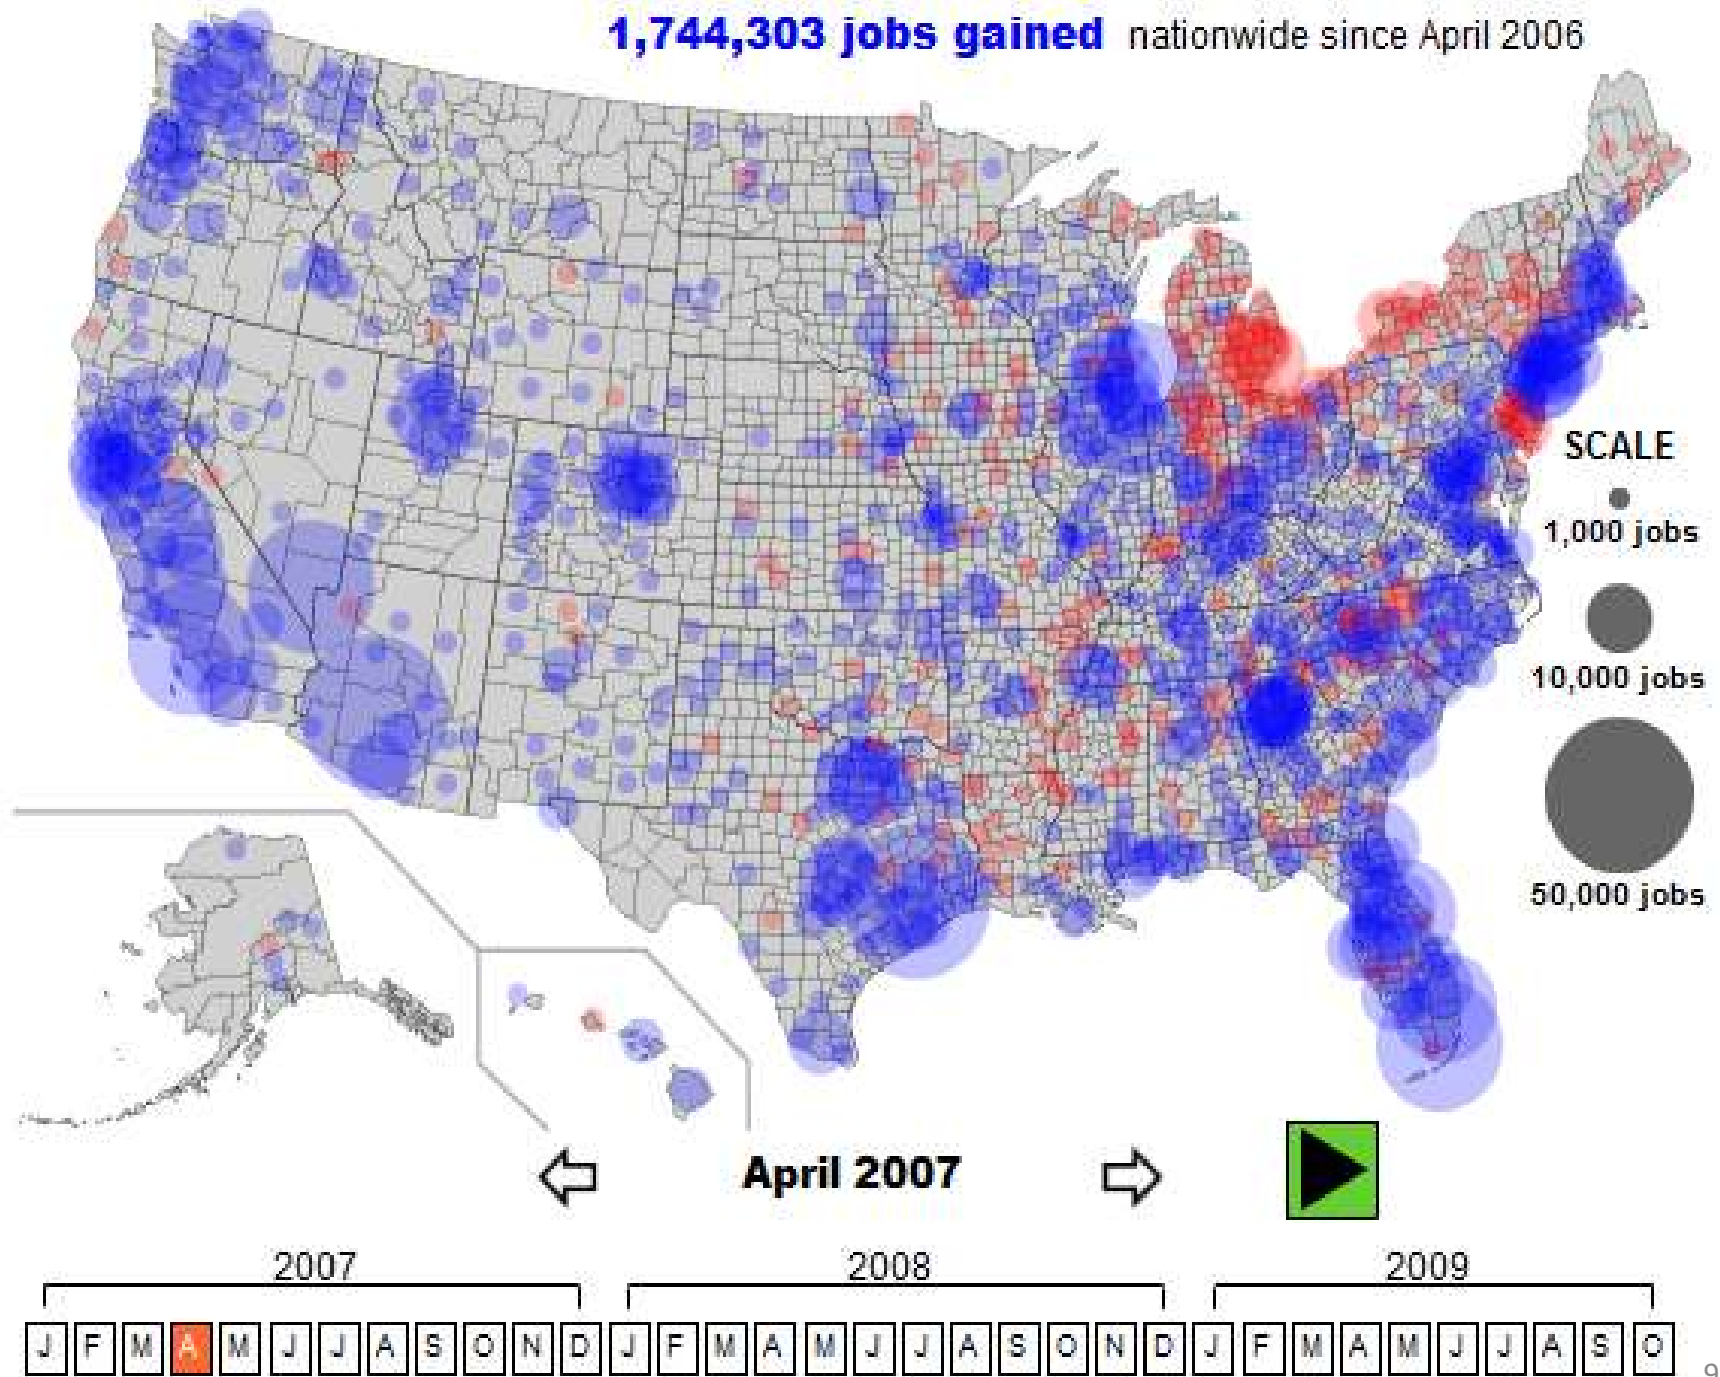 1,744,303 jobs gained nationwide since April 2006
SCALE
1,000 jobs
10,000 jobs
50,000 jobs
April 2007
2007 2008 2009
J F M A M J J A S O N D J F M A M J J A S O N D J F M A M J J A S O
9